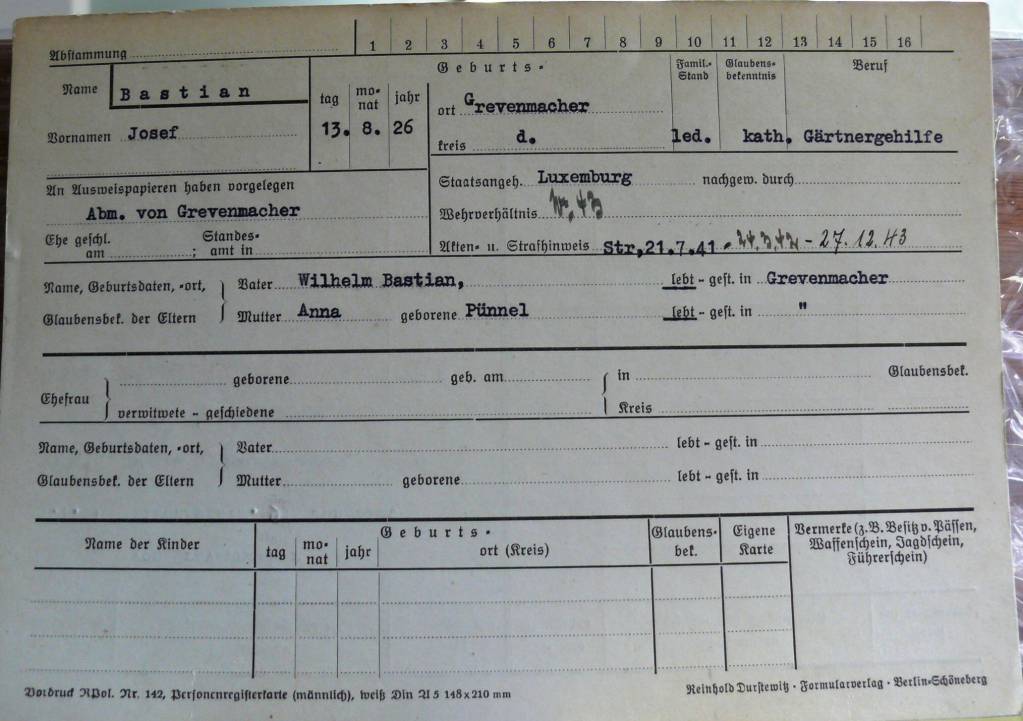 Abstammung 1 2 3 4 5 6 7 8 9 10 11 12 13 14 15 16
Name Bastian
tag mo-nat jahr
Geburts-
Famil.-Stand Glaubens-bekenntnis Beruf
ort Grevenmacher
Vornamen Josef 13. 8. 26
kreis d. led. kath. Gärtnergehilfe
An Ausweispapieren haben vorgelegen
Abm. von Grevenmacher
Staatsangeh. Luxemburg nachgew. durch
Wehrverhältnis
Ehe geschl. am ; Standes-amt in
Akten- u. Strafhinweis Str,21.7.41 - 27.12.43
Name, Geburtsdaten, -ort, Vater Wilhelm Bastian, lebt - gest. in Grevenmacher
Glaubensbek. der Eltern Mutter Anna geborene Pünnel lebt - gest. in "
Ehefrau geborene geb. am in Glaubensbek.
verwitwete - geschiedene Kreis
Name, Geburtsdaten, -ort, Vater lebt - gest. in
Glaubensbek. der Eltern Mutter geborene lebt - gest. in
Name der Kinder
Geburts-
tag mo-nat jahr ort (Kreis)
Glaubens-bek.
Eigene Karte
Vermerke (z.B. Besitz v. Pässen,
Waffenschein, Jagdschein,
Führerschein)
Vordruck RPol. Nr. 142, Personenregisterkarte (männlich), weiß Din A 5 148x210 mm
Reinhold Durstewitz · Formularverlag · Berlin-Schöneberg